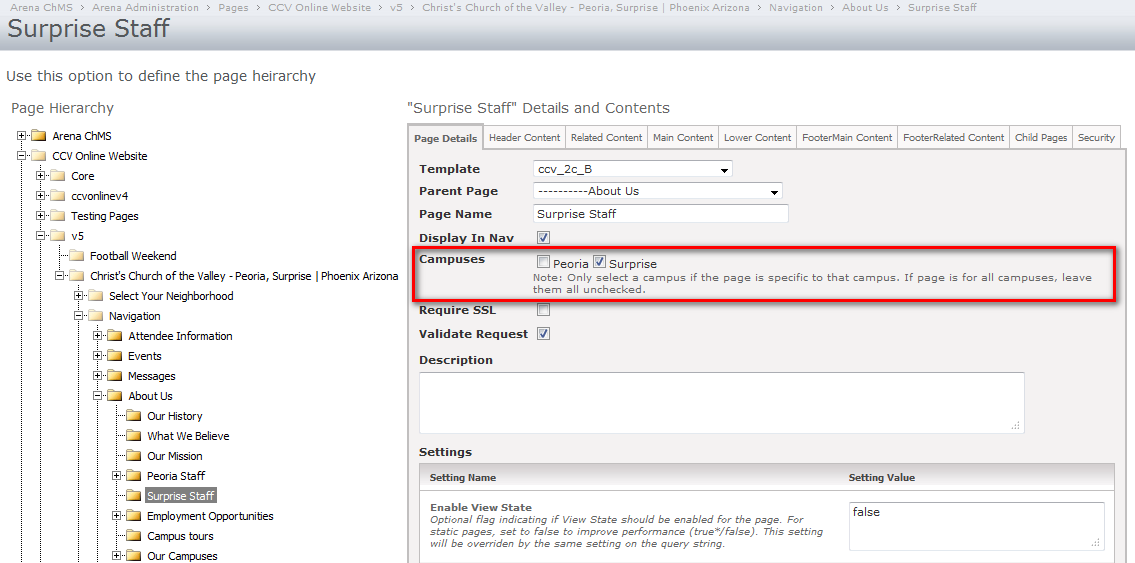 Arena ChMS > Arena Administration > Pages > CCV Online Website > v5 > Christ's Church of the Valley - Peoria, Surprise | Phoenix Arizona > Navigation > About Us > Surprise Staff
Surprise Staff
Use this option to define the page heirarchy
Page Hierarchy
Arena ChMS
CCV Online Website
Core
ccvonlinev4
Testing Pages
v5
Football Weekend
Christ's Church of the Valley - Peoria, Surprise | Phoenix Arizona
Select Your Neighborhood
Navigation
Attendee Information
Events
Messages
About Us
Our History
What We Believe
Our Mission
Peoria Staff
Surprise Staff
Employment Opportunities
Campus tours
Our Campuses
"Surprise Staff" Details and Contents
Page Details Header Content Related Content Main Content Lower Content FooterMain Content FooterRelated Content Child Pages Security
Template ccv_2c_B
Parent Page ----------About Us
Page Name Surprise Staff
Display In Nav
Campuses Peoria Surprise
Note: Only select a campus if the page is specific to that campus. If page is for all campuses, leave
them all unchecked.
Require SSL
Validate Request
Description
Settings
Setting Name Setting Value
Enable View State false
Optional flag indicating if View State should be enabled for the page. For
static pages, set to false to improve performance (true*/false). This setting
will be overriden by the same setting on the query string.